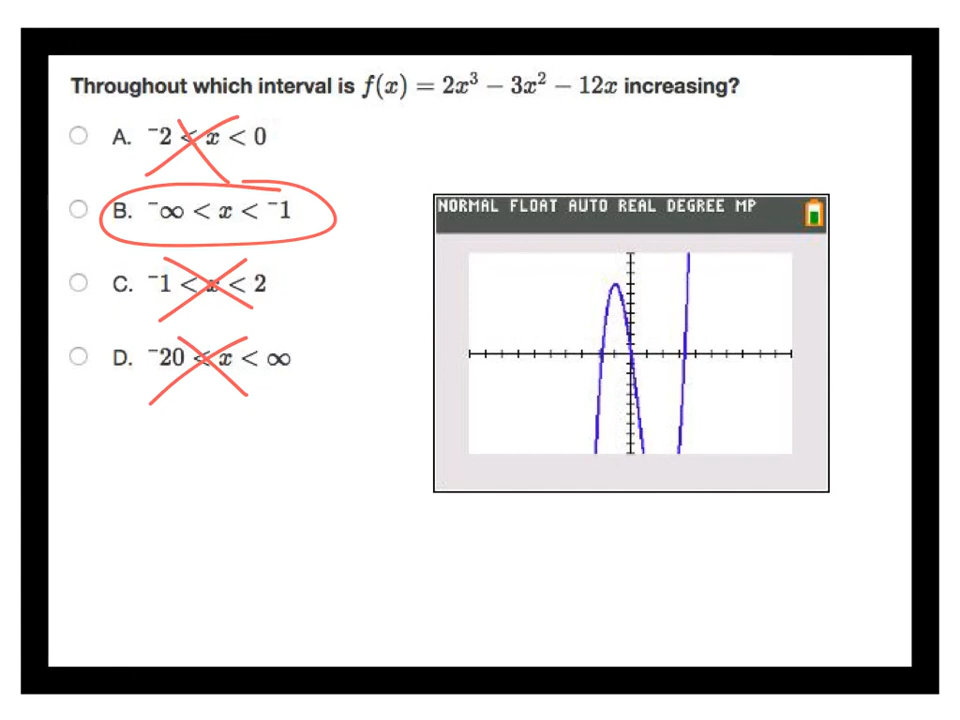 Throughout which interval is f(x) = 2x³ − 3x² − 12x increasing?
A. ⁻2 < x < 0
B. ⁻∞ < x < ⁻1
C. ⁻1 < x < 2
D. ⁻20 < x < ∞
NORMAL FLOAT AUTO REAL DEGREE MP